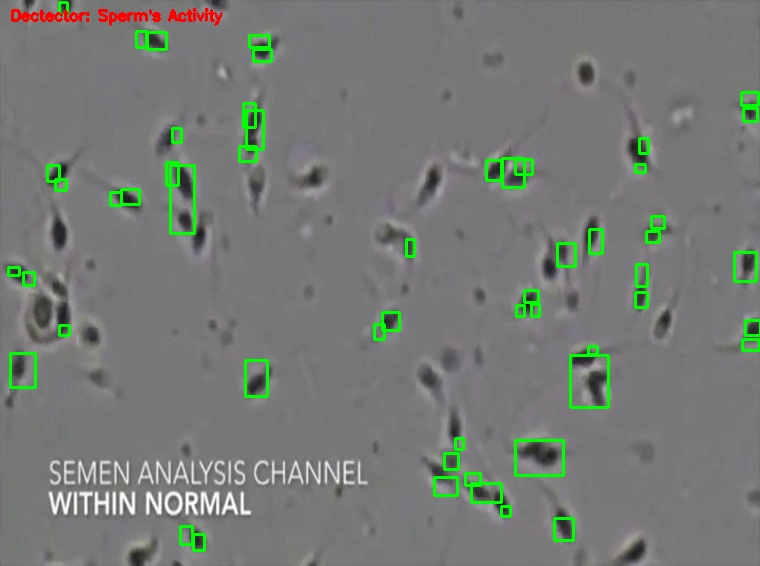 Dectector: Sperm's Activity
SEMEN ANALYSIS CHANNEL
WITHIN NORMAL